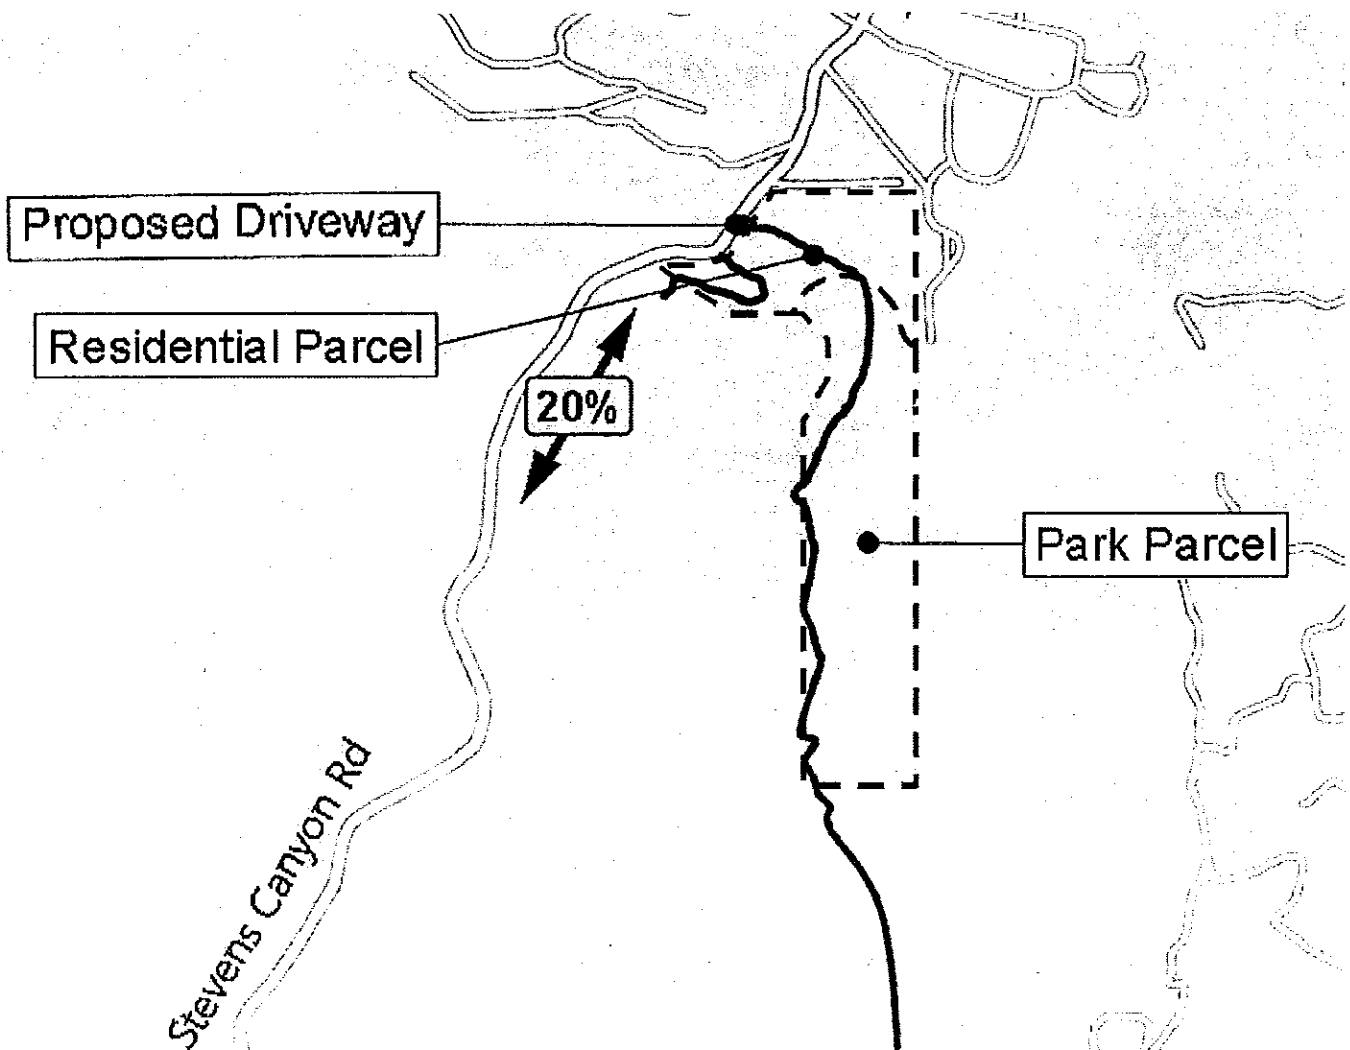 Proposed Driveway
Residential Parcel
20%
Park Parcel
Stevens Canyon Rd